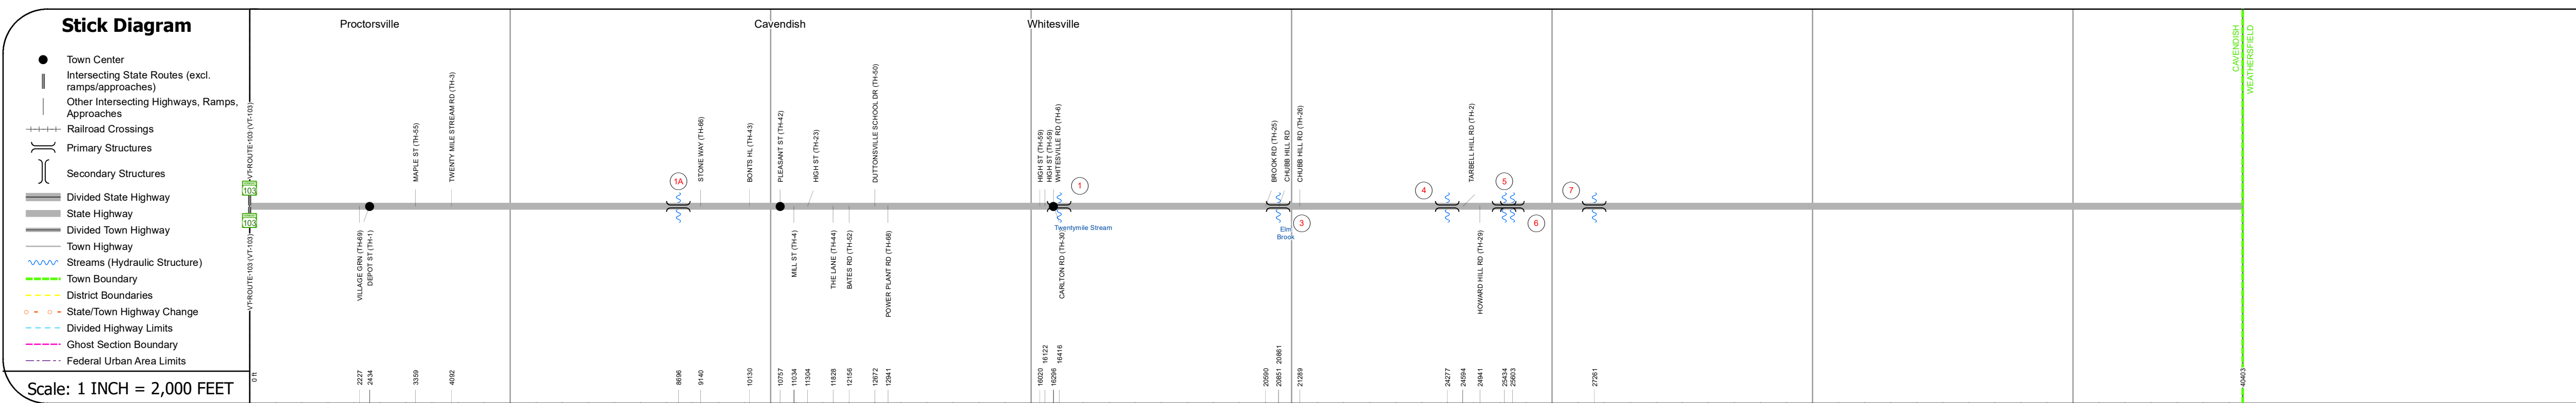 Stick Diagram
Town Center
Intersecting State Routes (excl.
ramps/approaches)
Other Intersecting Highways, Ramps,
Approaches
Railroad Crossings
Primary Structures
Secondary Structures
Divided State Highway
State Highway
Divided Town Highway
Town Highway
Streams (Hydraulic Structure)
Town Boundary
District Boundaries
State/Town Highway Change
Divided Highway Limits
Ghost Section Boundary
Federal Urban Area Limits
Scale: 1 INCH = 2,000 FEET
Proctorsville
Cavendish
Whitesville
VT-ROUTE-103 (VT-103)
103
103
VT-ROUTE-103 (VT-103)
VILLAGE GRN (TH-69)
DEPOT ST (TH-1)
MAPLE ST (TH-55)
TWENTY MILE STREAM RD (TH-3)
1A
STONE WAY (TH-66)
BONTS HL (TH-43)
PLEASANT ST (TH-42)
MILL ST (TH-4)
HIGH ST (TH-23)
THE LANE (TH-44)
BATES RD (TH-52)
DUTTONSVILLE SCHOOL DR (TH-50)
POWER PLANT RD (TH-68)
HIGH ST (TH-59)
HIGH ST (TH-59)
WHITESVILLE RD (TH-6)
1
Twentymile Stream
CARLTON RD (TH-30)
BROOK RD (TH-25)
CHUBB HILL RD
CHUBB HILL RD (TH-26)
3
Elm
Brook
4
TARBELL HILL RD (TH-2)
HOWARD HILL RD (TH-29)
5
6
7
CAVENDISH
WEATHERSFIELD
0 ft
2227
2434
3359
4092
8696
9140
10130
10757
11034
11304
11828
12156
12672
12941
16020
16122
16296
16416
20590
20851
20861
21289
24277
24594
24941
25434
25603
27261
40403